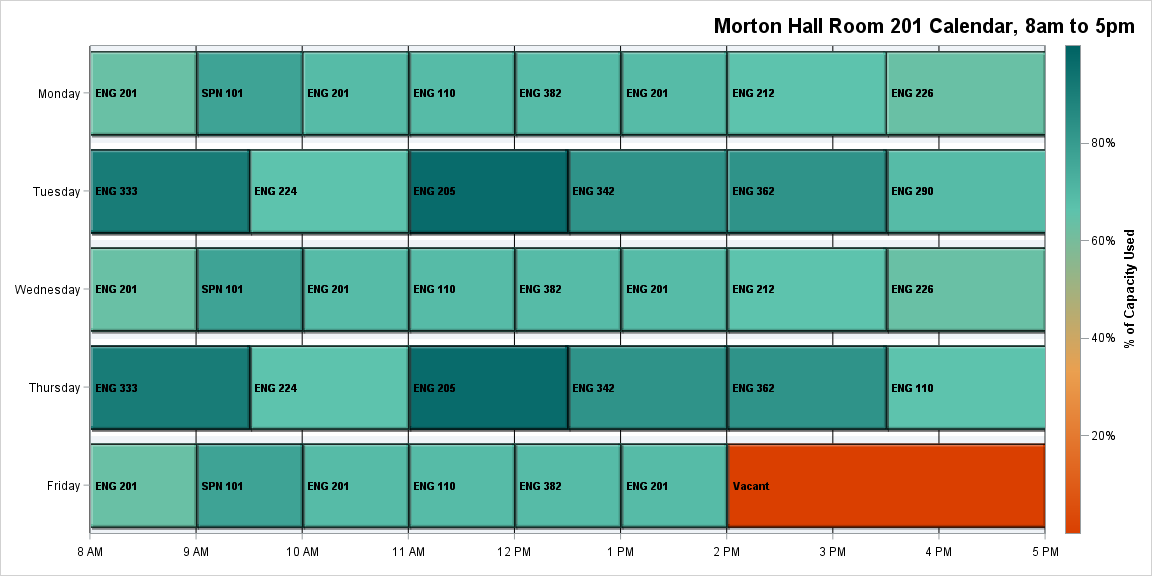 Morton Hall Room 201 Calendar, 8am to 5pm
Monday
ENG 201
SPN 101
ENG 201
ENG 110
ENG 382
ENG 201
ENG 212
ENG 226
Tuesday
ENG 333
ENG 224
ENG 205
ENG 342
ENG 362
ENG 290
Wednesday
ENG 201
SPN 101
ENG 201
ENG 110
ENG 382
ENG 201
ENG 212
ENG 226
Thursday
ENG 333
ENG 224
ENG 205
ENG 342
ENG 362
ENG 110
Friday
ENG 201
SPN 101
ENG 201
ENG 110
ENG 382
ENG 201
Vacant
8 AM
9 AM
10 AM
11 AM
12 PM
1 PM
2 PM
3 PM
4 PM
5 PM
80%
60%
40%
20%
% of Capacity Used